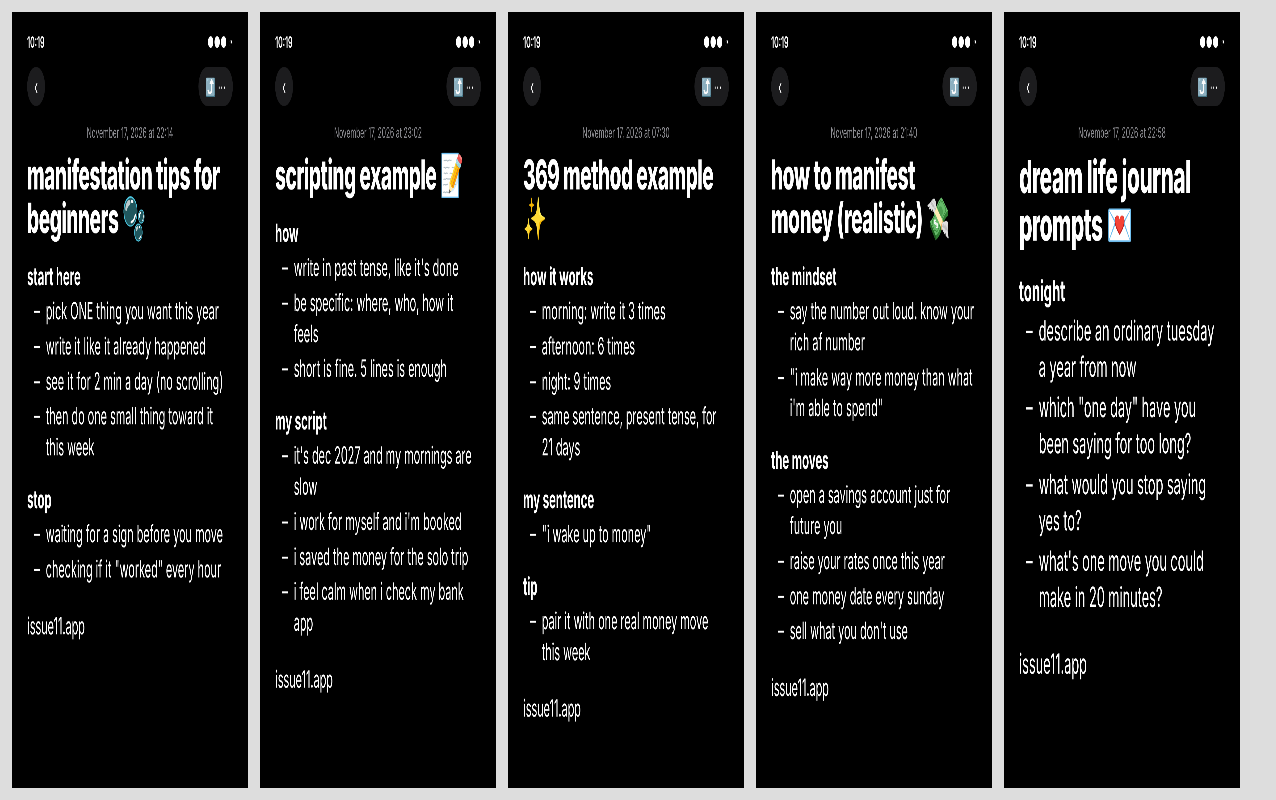 10:19
November 17, 2026 at 22:14
manifestation tips for
beginners 🫧
start here
– pick ONE thing you want this year
– write it like it already happened
– see it for 2 min a day (no scrolling)
– then do one small thing toward it
this week
stop
– waiting for a sign before you move
– checking if it "worked" every hour
issue11.app
10:19
November 17, 2026 at 23:02
scripting example 📝
how
– write in past tense, like it's done
– be specific: where, who, how it
feels
– short is fine. 5 lines is enough
my script
– it's dec 2027 and my mornings are
slow
– i work for myself and i'm booked
– i saved the money for the solo trip
– i feel calm when i check my bank
app
issue11.app
10:19
November 17, 2026 at 07:30
369 method example
✨
how it works
– morning: write it 3 times
– afternoon: 6 times
– night: 9 times
– same sentence, present tense, for
21 days
my sentence
– "i wake up to money"
tip
– pair it with one real money move
this week
issue11.app
10:19
November 17, 2026 at 21:40
how to manifest
money (realistic) 💸
the mindset
– say the number out loud. know your
rich af number
– "i make way more money than what
i'm able to spend"
the moves
– open a savings account just for
future you
– raise your rates once this year
– one money date every sunday
– sell what you don't use
issue11.app
10:19
November 17, 2026 at 22:58
dream life journal
prompts 💌
tonight
– describe an ordinary tuesday
a year from now
– which "one day" have you
been saying for too long?
– what would you stop saying
yes to?
– what's one move you could
make in 20 minutes?
issue11.app